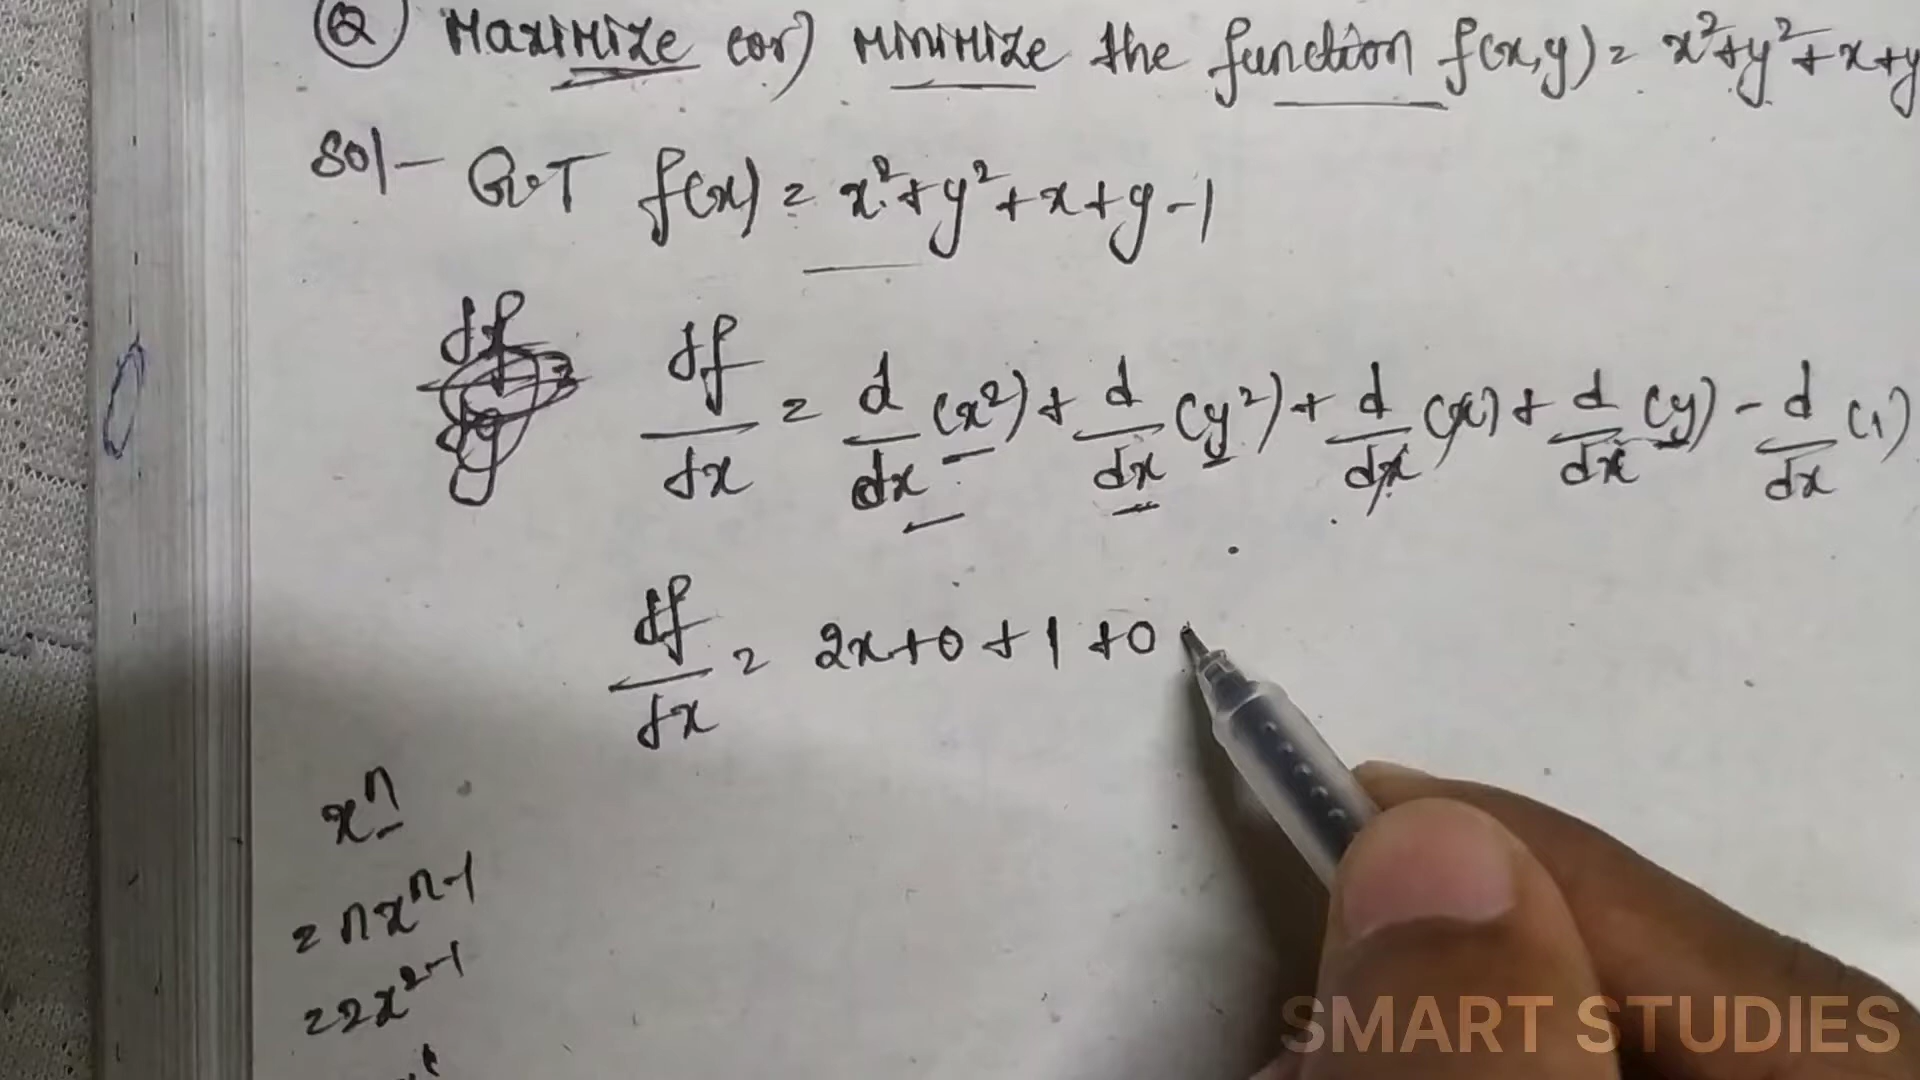 Q Maximize (or) minimize the function f(x,y) = x²+y²+x+y
Sol- G.T f(x) = x²+y²+x+y-1
df/dx = d/dx (x²) + d/dx (y²) + d/dx (x) + d/dx (y) - d/dx (1)
df/dx = 2x+0+1+0
xⁿ
= nxⁿ⁻¹
= 2x²⁻¹
SMART STUDIES